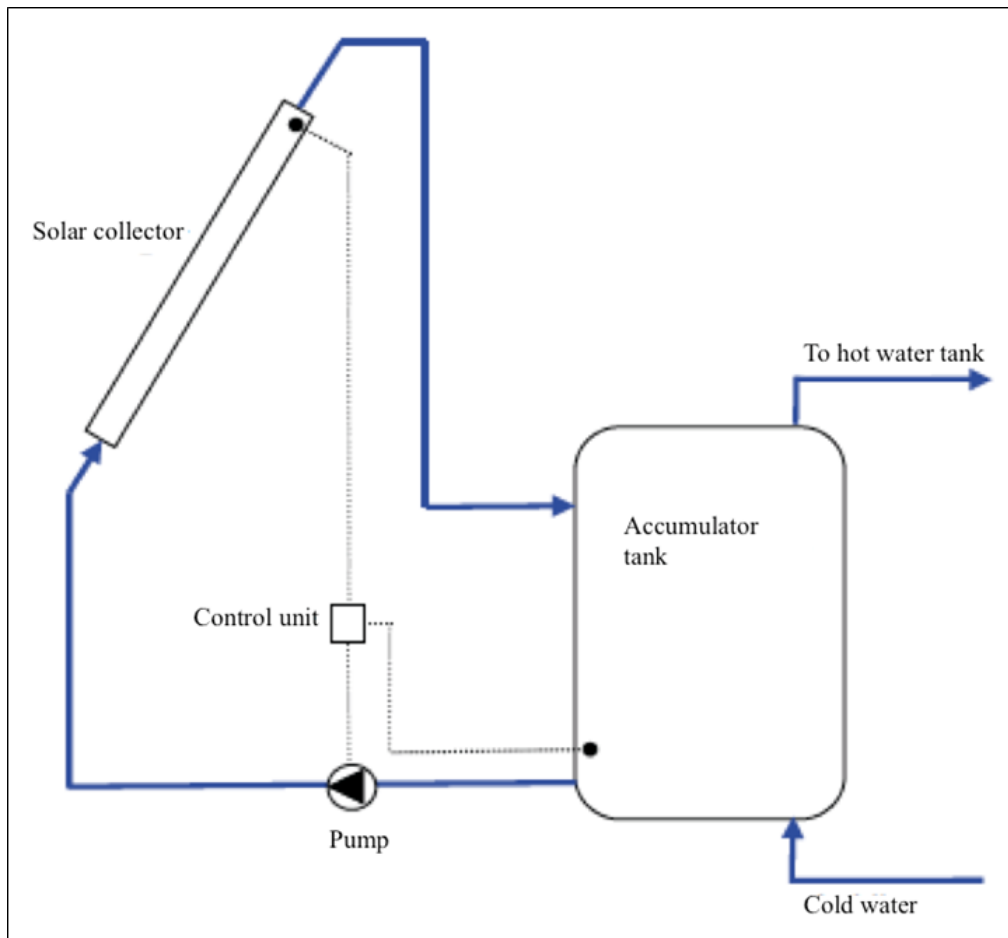 Solar collector
To hot water tank
Accumulator
tank
Control unit
Pump
Cold water